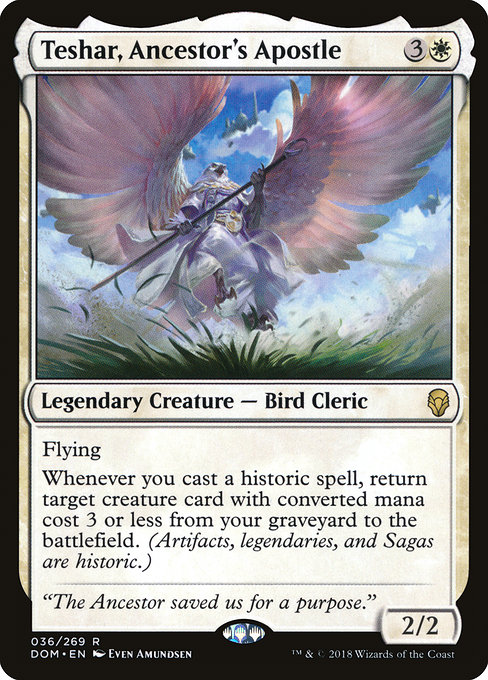 Teshar, Ancestor's Apostle 3
Legendary Creature — Bird Cleric
Flying
Whenever you cast a historic spell, return
target creature card with converted mana
cost 3 or less from your graveyard to the
battlefield. (Artifacts, legendaries, and Sagas
are historic.)
“The Ancestor saved us for a purpose.”
2/2
036/269 R
DOM • EN Even Amundsen
™ & © 2018 Wizards of the Coast